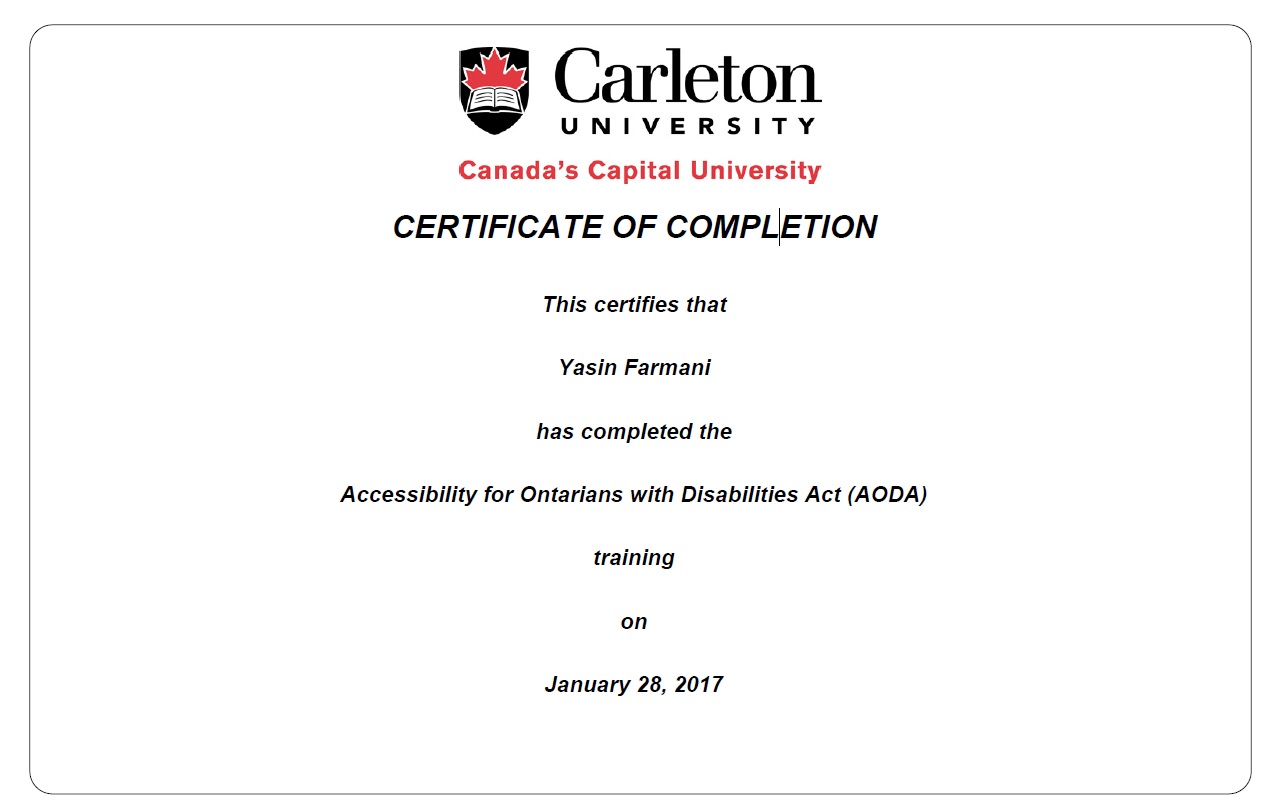 Carleton
UNIVERSITY
Canada's Capital University
CERTIFICATE OF COMPLETION
This certifies that
Yasin Farmani
has completed the
Accessibility for Ontarians with Disabilities Act (AODA)
training
on
January 28, 2017